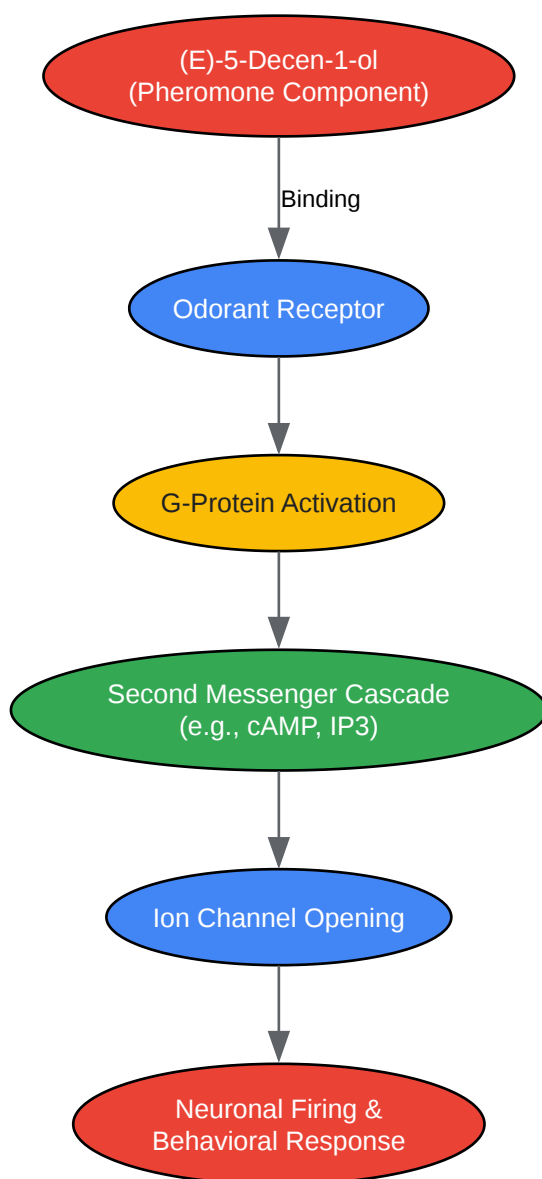 (E)-5-Decen-1-ol
(Pheromone Component)
Binding
Odorant Receptor
G-Protein Activation
Second Messenger Cascade
(e.g., cAMP, IP3)
Ion Channel Opening
Neuronal Firing &
Behavioral Response